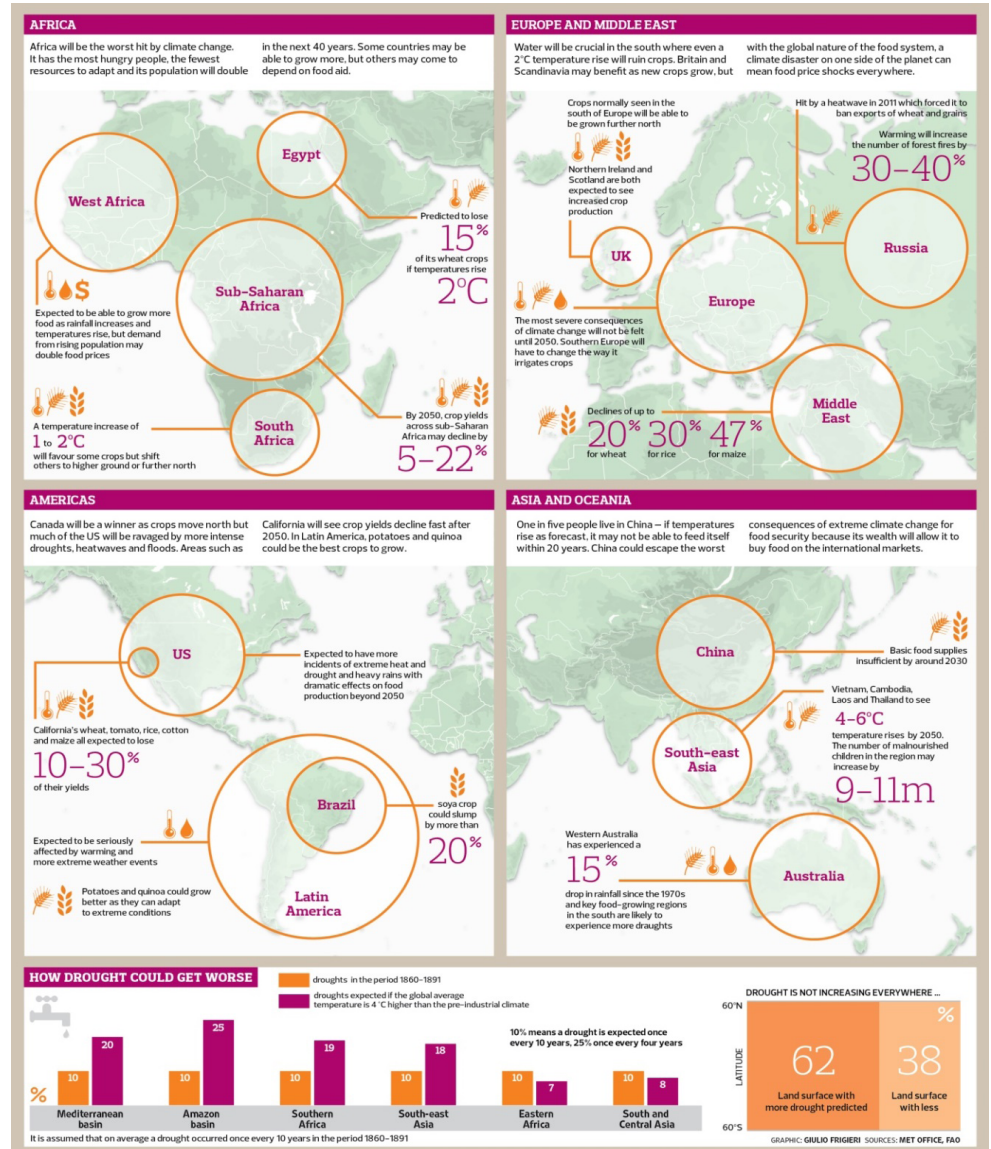 AFRICA
Africa will be the worst hit by climate change.
It has the most hungry people, the fewest
resources to adapt and its population will double
in the next 40 years. Some countries may be
able to grow more, but others may come to
depend on food aid.
Egypt
West Africa
Predicted to lose
15%
of its wheat crops
if temperatures rise
2°C
Sub-Saharan
Africa
$
Expected to be able to grow more
food as rainfall increases and
temperatures rise, but demand
from rising population may
double food prices
A temperature increase of
1 to 2°C
will favour some crops but shift
others to higher ground or further north
South
Africa
By 2050, crop yields
across sub-Saharan
Africa may decline by
5–22%
EUROPE AND MIDDLE EAST
Water will be crucial in the south where even a
2°C temperature rise will ruin crops. Britain and
Scandinavia may benefit as new crops grow, but
with the global nature of the food system, a
climate disaster on one side of the planet can
mean food price shocks everywhere.
Crops normally seen in the
south of Europe will be able to
be grown further north
Northern Ireland and
Scotland are both
expected to see
increased crop
production
Hit by a heatwave in 2011 which forced it to
ban exports of wheat and grains
Warming will increase
the number of forest fires by
30–40%
Russia
UK
Europe
The most severe consequences
of climate change will not be felt
until 2050. Southern Europe will
have to change the way it
irrigates crops
Middle
East
Declines of up to
20% 30% 47%
for wheat for rice for maize
AMERICAS
Canada will be a winner as crops move north but
much of the US will be ravaged by more intense
droughts, heatwaves and floods. Areas such as
California will see crop yields decline fast after
2050. In Latin America, potatoes and quinoa
could be the best crops to grow.
US
Expected to have more
incidents of extreme heat and
drought and heavy rains with
dramatic effects on food
production beyond 2050
California's wheat, tomato, rice, cotton
and maize all expected to lose
10–30%
of their yields
Brazil
soya crop
could slump
by more than
20%
Expected to be seriously
affected by warming and
more extreme weather events
Potatoes and quinoa could grow
better as they can adapt
to extreme conditions
Latin
America
ASIA AND OCEANIA
One in five people live in China – if temperatures
rise as forecast, it may not be able to feed itself
within 20 years. China could escape the worst
consequences of extreme climate change for
food security because its wealth will allow it to
buy food on the international markets.
China
Basic food supplies
insufficient by around 2030
Vietnam, Cambodia,
Laos and Thailand to see
4–6°C
temperature rises by 2050.
The number of malnourished
children in the region may
increase by
9–11m
South-east
Asia
Western Australia
has experienced a
15%
drop in rainfall since the 1970s
and key food-growing regions
in the south are likely to
experience more draughts
Australia
HOW DROUGHT COULD GET WORSE
droughts in the period 1860–1891
droughts expected if the global average
temperature is 4 °C higher than the pre-industrial climate
10% means a drought is expected once
every 10 years, 25% once every four years
%
10 20
10 25
10 19
10 18
10 7
10 8
Mediterranean
basin
Amazon
basin
Southern
Africa
South-east
Asia
Eastern
Africa
South and
Central Asia
It is assumed that on average a drought occurred once every 10 years in the period 1860–1891
DROUGHT IS NOT INCREASING EVERYWHERE ...
60°N
%
LATITUDE
62
Land surface with
more drought predicted
38
Land surface
with less
60°S
GRAPHIC: GIULIO FRIGIERI SOURCES: MET OFFICE, FAO